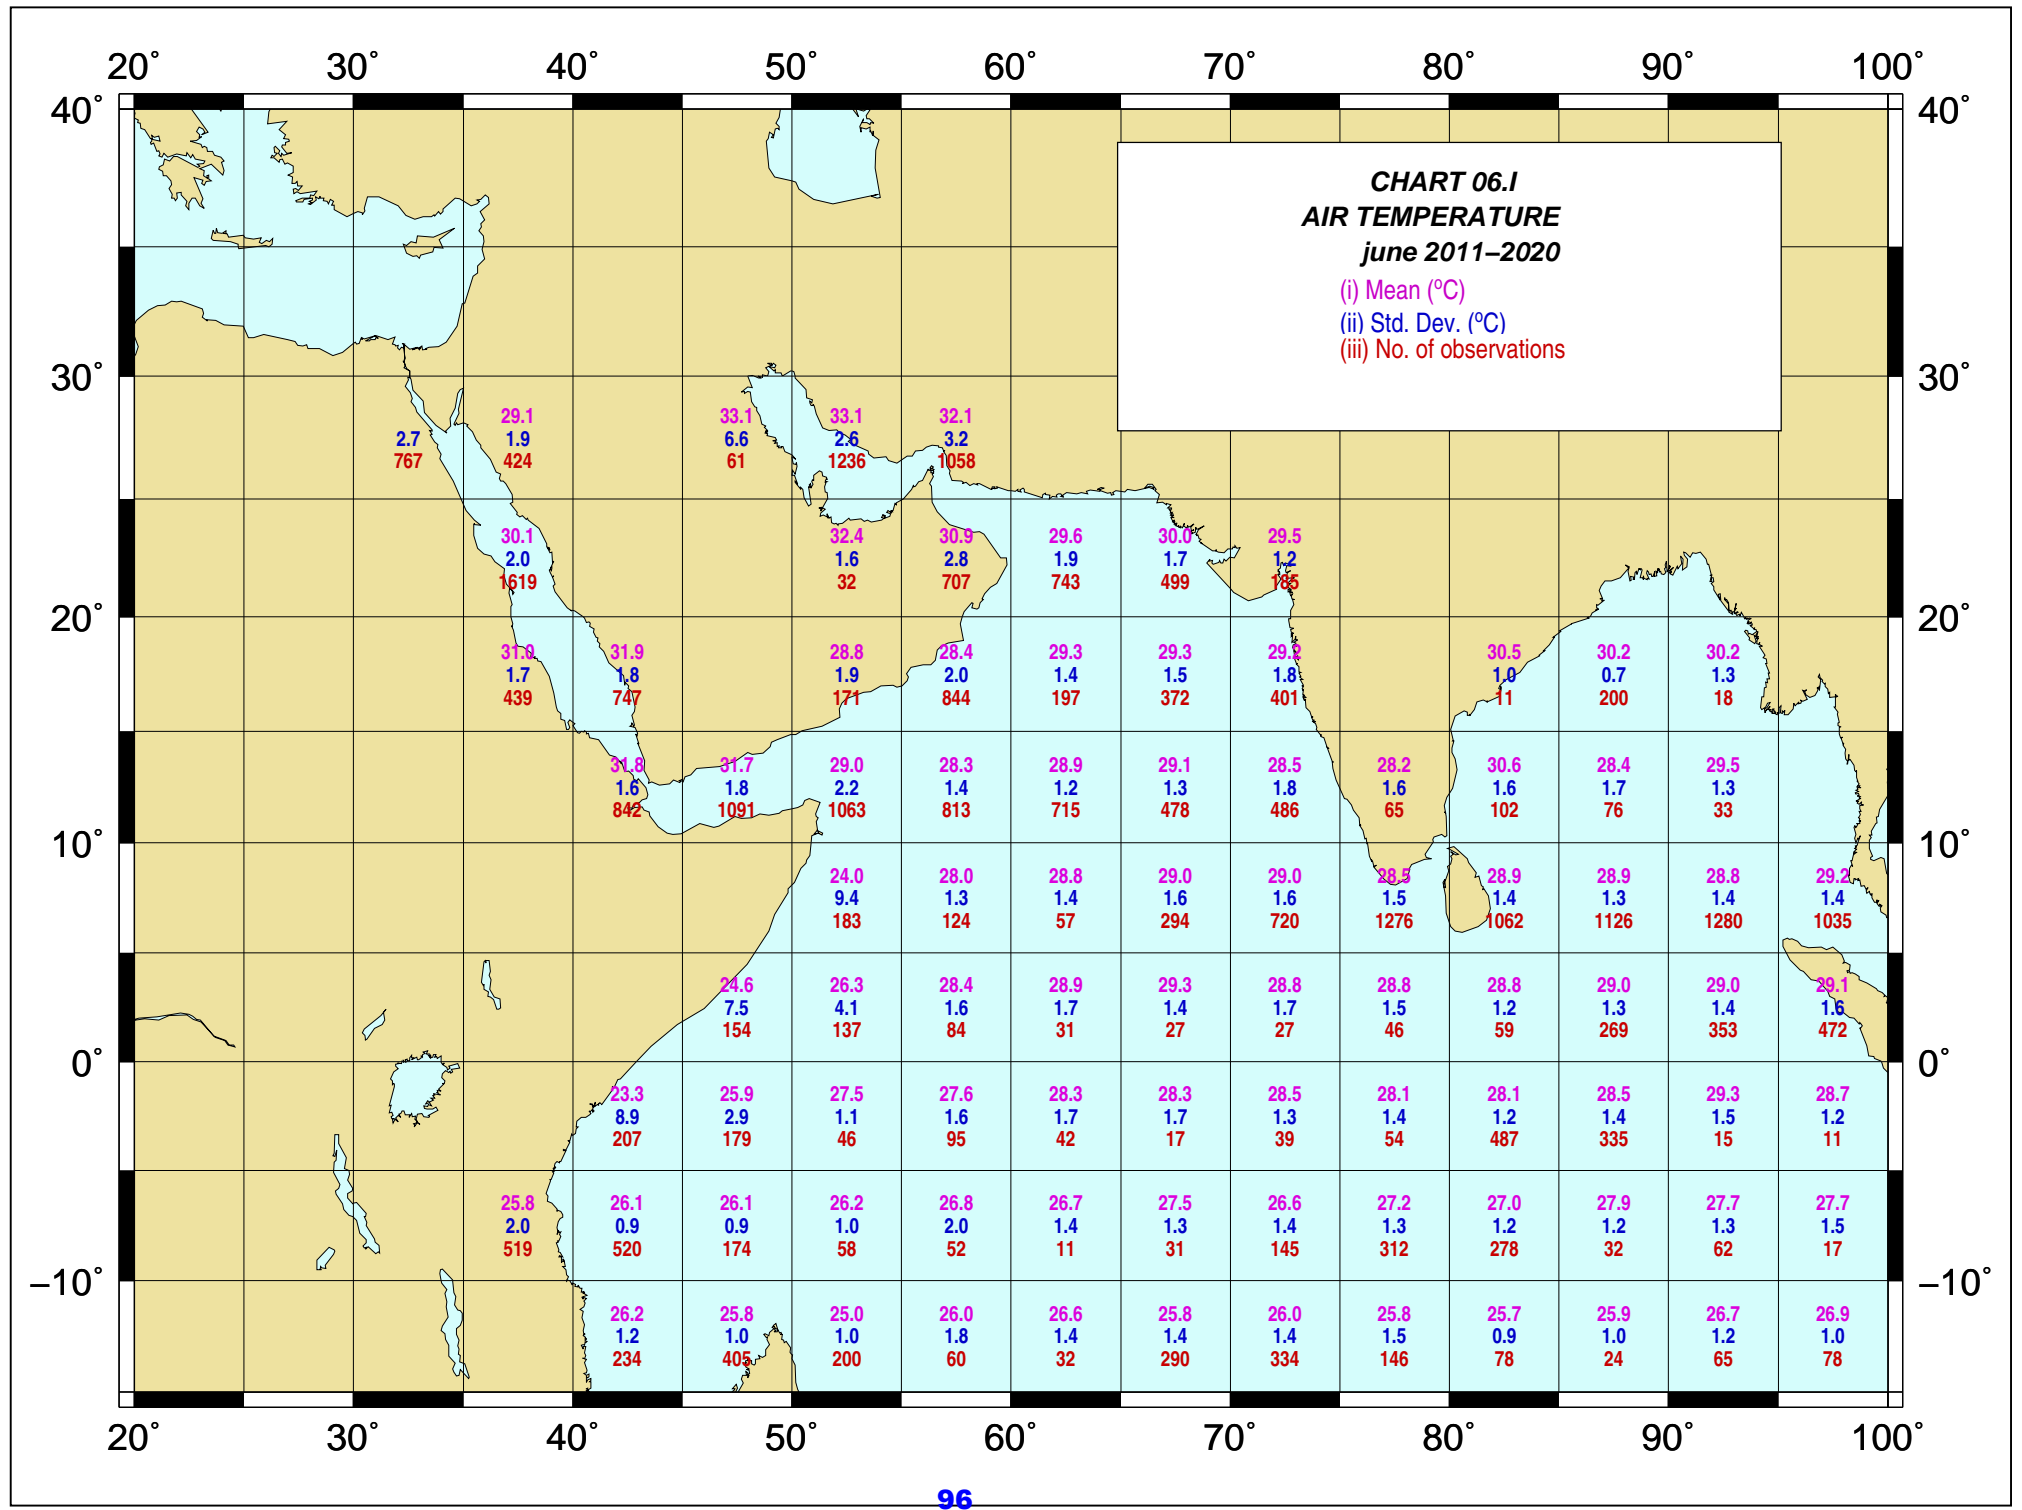 20° 30° 40° 50° 60° 70° 80° 90° 100°
40° 40°
CHART 06.I
AIR TEMPERATURE
june 2011–2020
(i) Mean (ºC)
(ii) Std. Dev. (ºC)
(iii) No. of observations
30° 30°
29.1 33.1 33.1 32.1
2.7 1.9 6.6 2.6 3.2
767 424 61 1236 1058
30.1 32.4 30.9 29.6 30.0 29.5
2.0 1.6 2.8 1.9 1.7 1.2
1619 32 707 743 499 185
20° 20°
31.0 31.9 28.8 28.4 29.3 29.3 29.2 30.5 30.2 30.2
1.7 1.8 1.9 2.0 1.4 1.5 1.8 1.0 0.7 1.3
439 747 171 844 197 372 401 11 200 18
31.8 31.7 29.0 28.3 28.9 29.1 28.5 28.2 30.6 28.4 29.5
1.6 1.8 2.2 1.4 1.2 1.3 1.8 1.6 1.6 1.7 1.3
842 1091 1063 813 715 478 486 65 102 76 33
10° 10°
24.0 28.0 28.8 29.0 29.0 28.5 28.9 28.9 28.8 29.2
9.4 1.3 1.4 1.6 1.6 1.5 1.4 1.3 1.4 1.4
183 124 57 294 720 1276 1062 1126 1280 1035
24.6 26.3 28.4 28.9 29.3 28.8 28.8 28.8 29.0 29.0 29.1
7.5 4.1 1.6 1.7 1.4 1.7 1.5 1.2 1.3 1.4 1.6
154 137 84 31 27 27 46 59 269 353 472
0° 0°
23.3 25.9 27.5 27.6 28.3 28.3 28.5 28.1 28.1 28.5 29.3 28.7
8.9 2.9 1.1 1.6 1.7 1.7 1.3 1.4 1.2 1.4 1.5 1.2
207 179 46 95 42 17 39 54 487 335 15 11
25.8 26.1 26.1 26.2 26.8 26.7 27.5 26.6 27.2 27.0 27.9 27.7 27.7
2.0 0.9 0.9 1.0 2.0 1.4 1.3 1.4 1.3 1.2 1.2 1.3 1.5
519 520 174 58 52 11 31 145 312 278 32 62 17
–10° –10°
26.2 25.8 25.0 26.0 26.6 25.8 26.0 25.8 25.7 25.9 26.7 26.9
1.2 1.0 1.0 1.8 1.4 1.4 1.4 1.5 0.9 1.0 1.2 1.0
234 405 200 60 32 290 334 146 78 24 65 78
20° 30° 40° 50° 60° 70° 80° 90° 100°
96